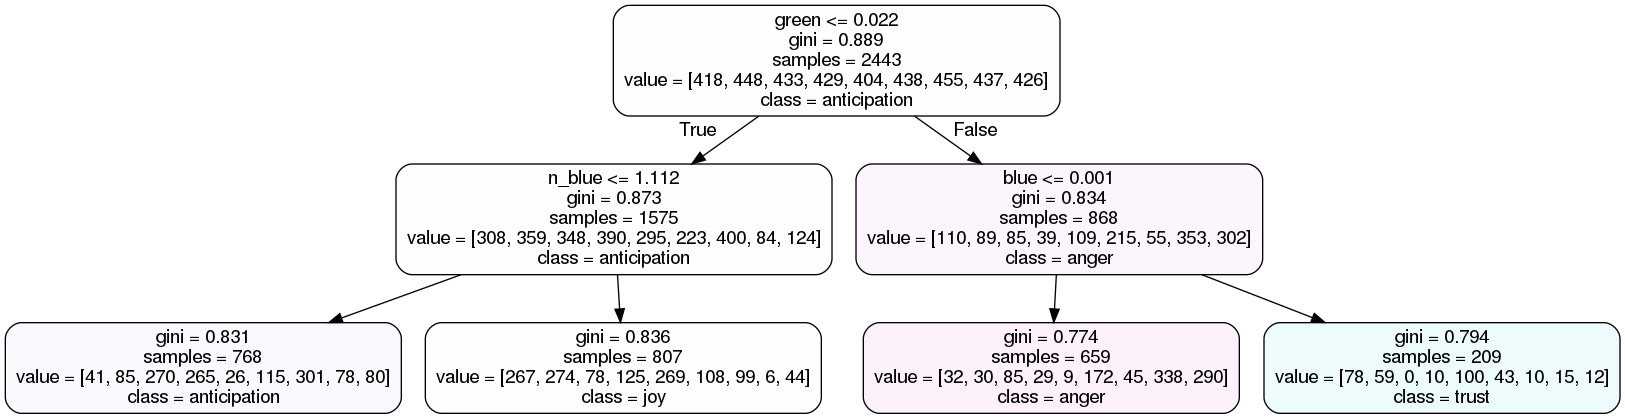 green <= 0.022
gini = 0.889
samples = 2443
value = [418, 448, 433, 429, 404, 438, 455, 437, 426]
class = anticipation
True
False
n_blue <= 1.112
gini = 0.873
samples = 1575
value = [308, 359, 348, 390, 295, 223, 400, 84, 124]
class = anticipation
blue <= 0.001
gini = 0.834
samples = 868
value = [110, 89, 85, 39, 109, 215, 55, 353, 302]
class = anger
gini = 0.831
samples = 768
value = [41, 85, 270, 265, 26, 115, 301, 78, 80]
class = anticipation
gini = 0.836
samples = 807
value = [267, 274, 78, 125, 269, 108, 99, 6, 44]
class = joy
gini = 0.774
samples = 659
value = [32, 30, 85, 29, 9, 172, 45, 338, 290]
class = anger
gini = 0.794
samples = 209
value = [78, 59, 0, 10, 100, 43, 10, 15, 12]
class = trust